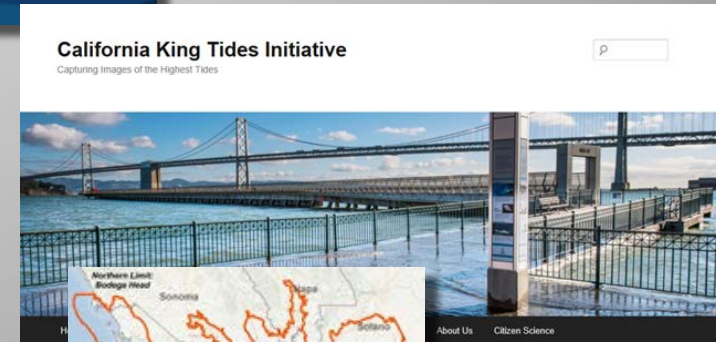 California King Tides Initiative
Capturing Images of the Highest Tides
Northern Limit:
Bodega Head
Sonoma
Napa
Solano
About Us Citizen Science